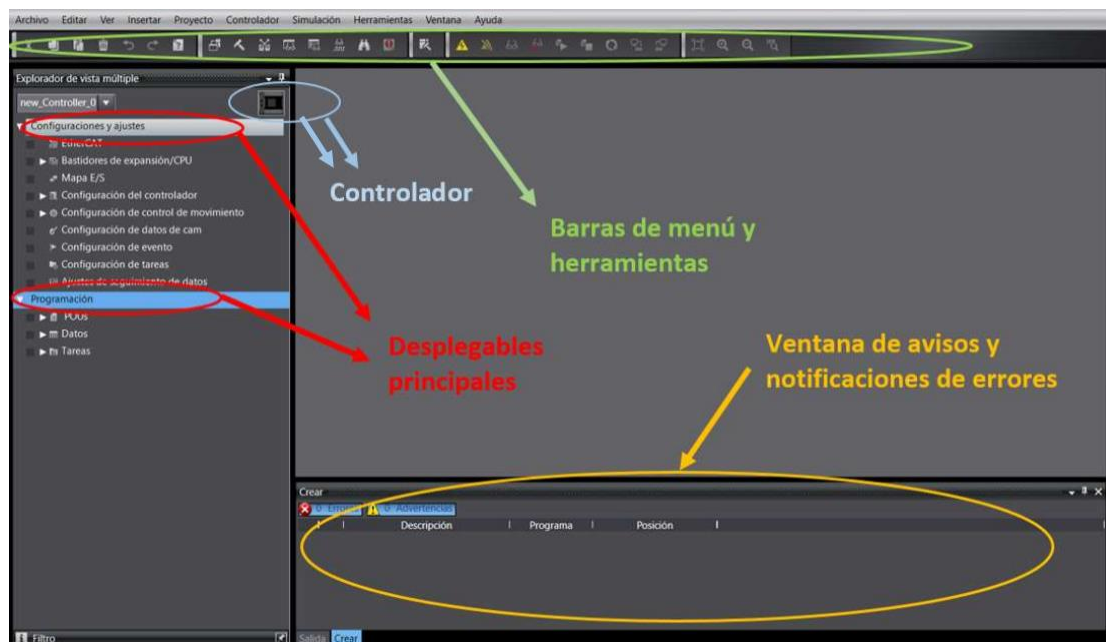 Archivo Editar Ver Insertar Proyecto Controlador Simulación Herramientas Ventana Ayuda
Explorador de vista múltiple
new_Controller_0
Configuraciones y ajustes
EtherCAT
Bastidores de expansión/CPU
Mapa E/S
Configuración del controlador
Configuración de control de movimiento
Configuración de datos de cam
Configuración de evento
Configuración de tareas
Ajustes de seguimiento de datos
Programación
POUs
Datos
Tareas
Filtro
Controlador
Barras de menú y
herramientas
Desplegables
principales
Ventana de avisos y
notificaciones de errores
Crear
0 Errores 0 Advertencias
Descripción Programa Posición
Salida Crear